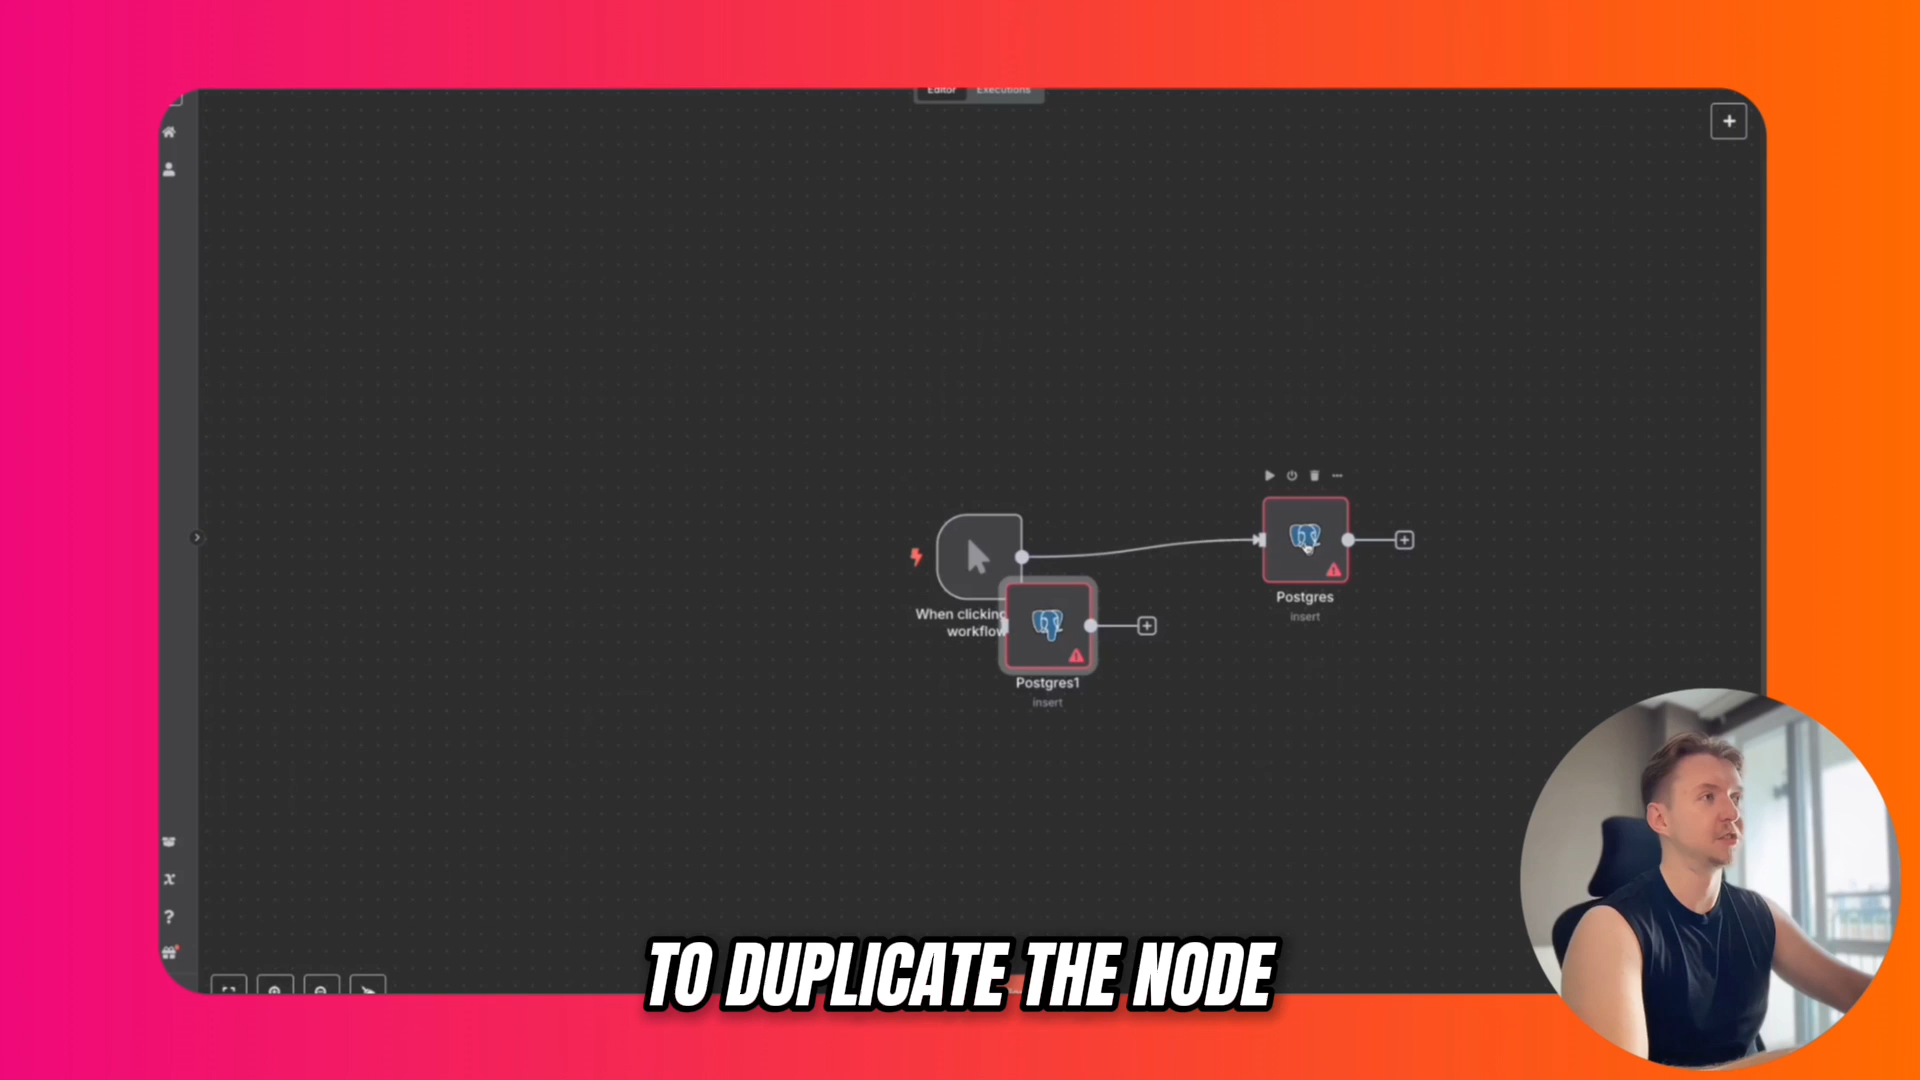 Editor Executions
When clicking
workflow
Postgres
insert
Postgres1
insert
TO DUPLICATE THE NODE